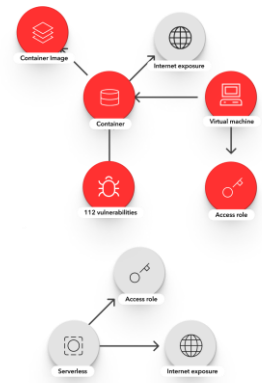 Container Image
Internet exposure
Container
Virtual machine
112 vulnerabilities
Access role
Access role
Serverless
Internet exposure